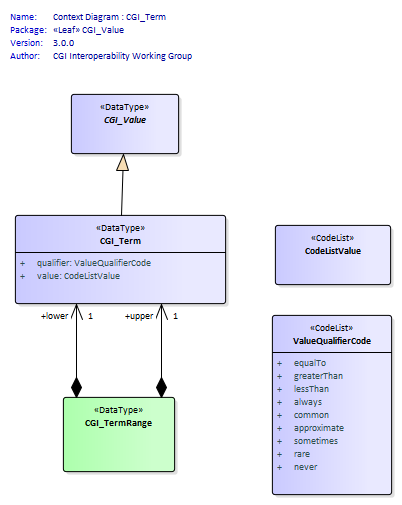 Name: Context Diagram : CGI_Term
Package: «Leaf» CGI_Value
Version: 3.0.0
Author: CGI Interoperability Working Group
«DataType»
CGI_Value
«DataType»
CGI_Term
+ qualifier: ValueQualifierCode
+ value: CodeListValue
«CodeList»
CodeListValue
+lower 1 +upper 1
«CodeList»
ValueQualifierCode
+ equalTo
+ greaterThan
+ lessThan
+ always
+ common
+ approximate
+ sometimes
+ rare
+ never
«DataType»
CGI_TermRange